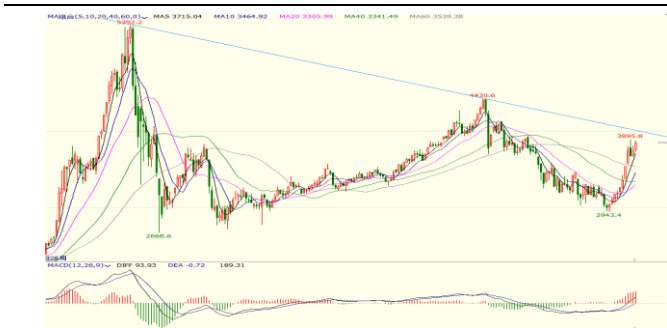 MA组合(5,10,20,40,60,0) MA5 3715.04 MA10 3464.92 MA20 3305.99 MA40 3341.49 MA60 3539.38
5392.2
4430.6
3895.8
2943.4
2668.6
MACD(12,26,9) DIFF 93.93 DEA -0.72 189.31